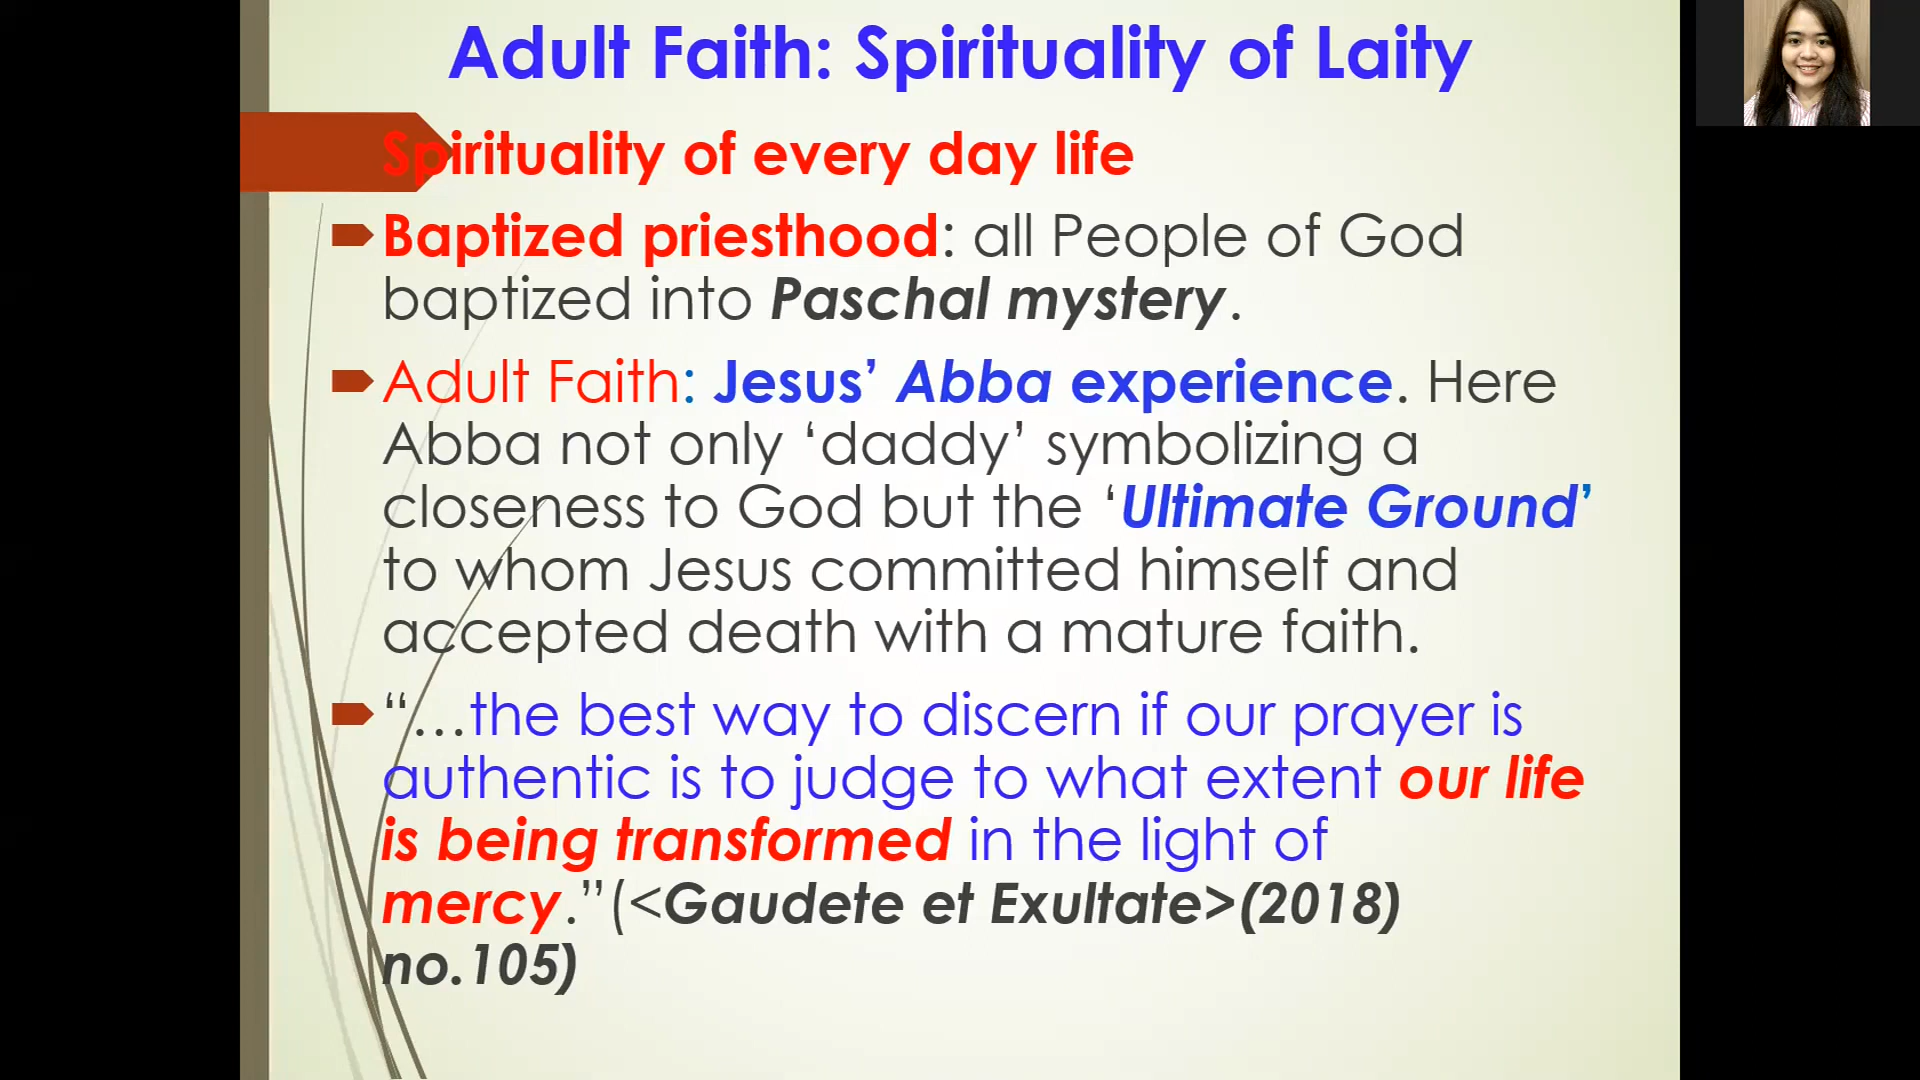 Adult Faith: Spirituality of Laity
Spirituality of every day life
Baptized priesthood: all People of God
baptized into Paschal mystery.
Adult Faith: Jesus’ Abba experience. Here
Abba not only ‘daddy’ symbolizing a
closeness to God but the ‘Ultimate Ground’
to whom Jesus committed himself and
accepted death with a mature faith.
“…the best way to discern if our prayer is
authentic is to judge to what extent our life
is being transformed in the light of
mercy.”(<Gaudete et Exultate>(2018)
no.105)